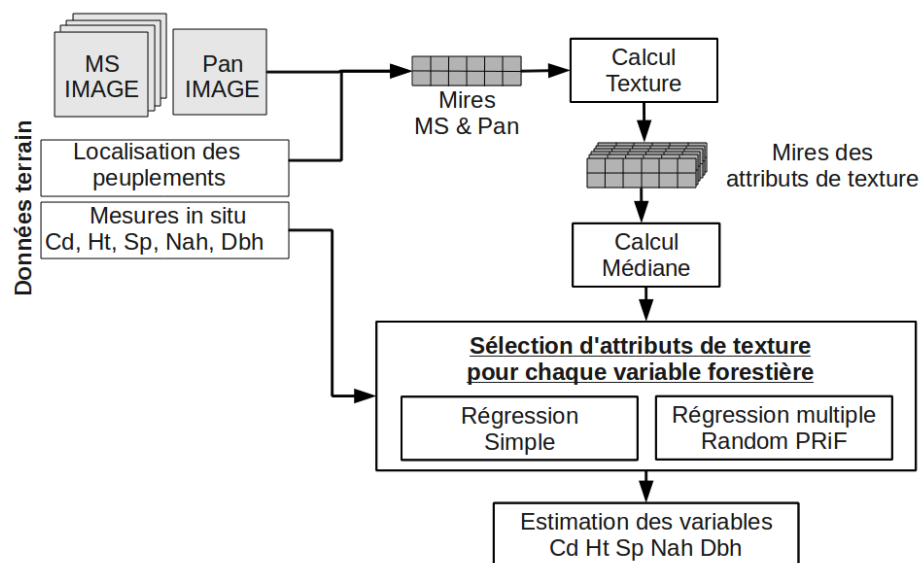 MS
IMAGE
Pan
IMAGE
Mires
MS & Pan
Calcul
Texture
Données terrain
Localisation des
peuplements
Mires des
attributs de texture
Mesures in situ
Cd, Ht, Sp, Nah, Dbh
Calcul
Médiane
Sélection d'attributs de texture
pour chaque variable forestière
Régression
Simple
Régression multiple
Random PRiF
Estimation des variables
Cd Ht Sp Nah Dbh